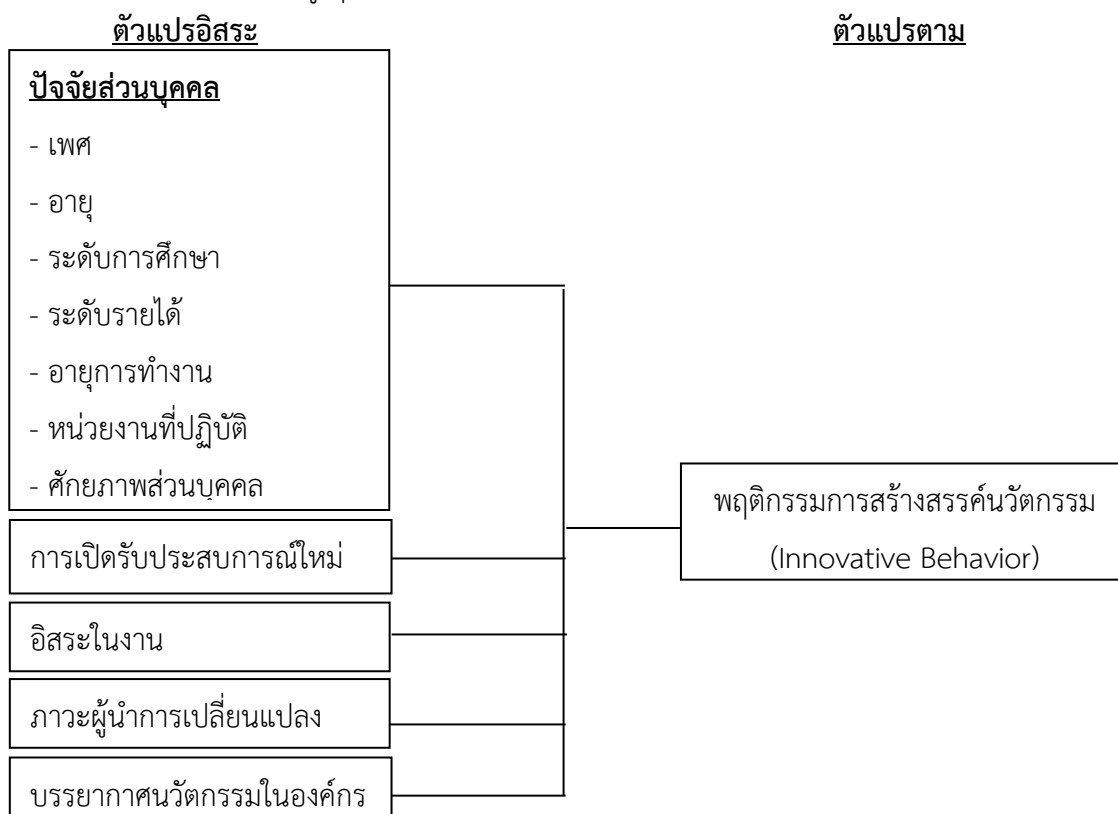 ตัวแปรอิสระ
ตัวแปรตาม
ปัจจัยส่วนบุคคล
- เพศ
- อายุ
- ระดับการศึกษา
- ระดับรายได้
- อายุการทำงาน
- หน่วยงานที่ปฏิบัติ
- ศักยภาพส่วนบุคคล
การเปิดรับประสบการณ์ใหม่
อิสระในงาน
ภาวะผู้นำการเปลี่ยนแปลง
บรรยากาศนวัตกรรมในองค์กร
พฤติกรรมการสร้างสรรค์นวัตกรรม
(Innovative Behavior)